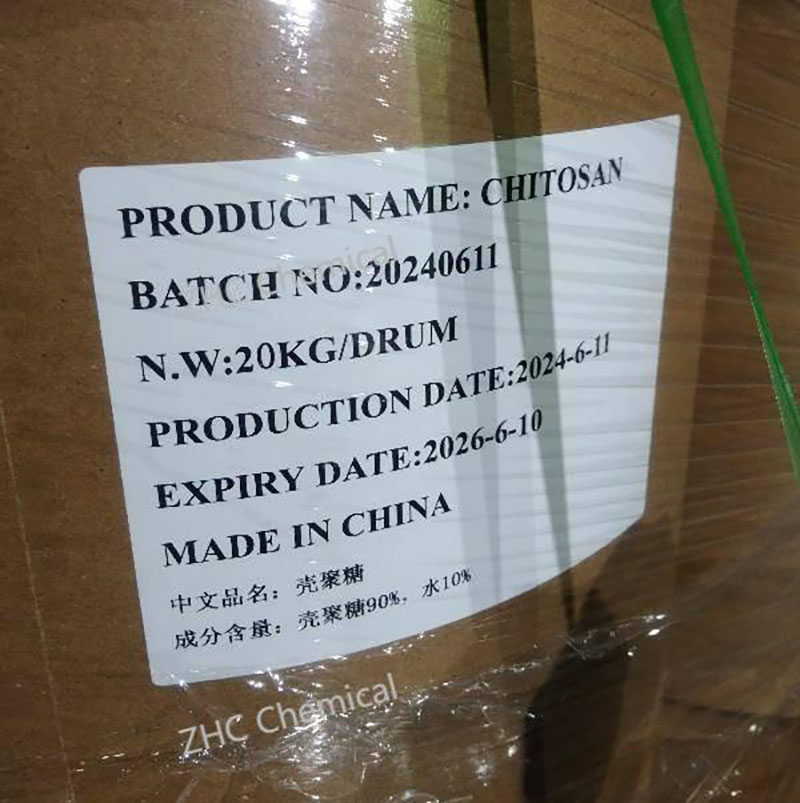 PRODUCT NAME: CHITOSAN
BATCH NO:20240611
N.W:20KG/DRUM
PRODUCTION DATE:2024-6-11
EXPIRY DATE:2026-6-10
MADE IN CHINA
中文品名: 壳聚糖
成分含量: 壳聚糖90%, 水10%
ZHC Chemical
ZHC Chemical